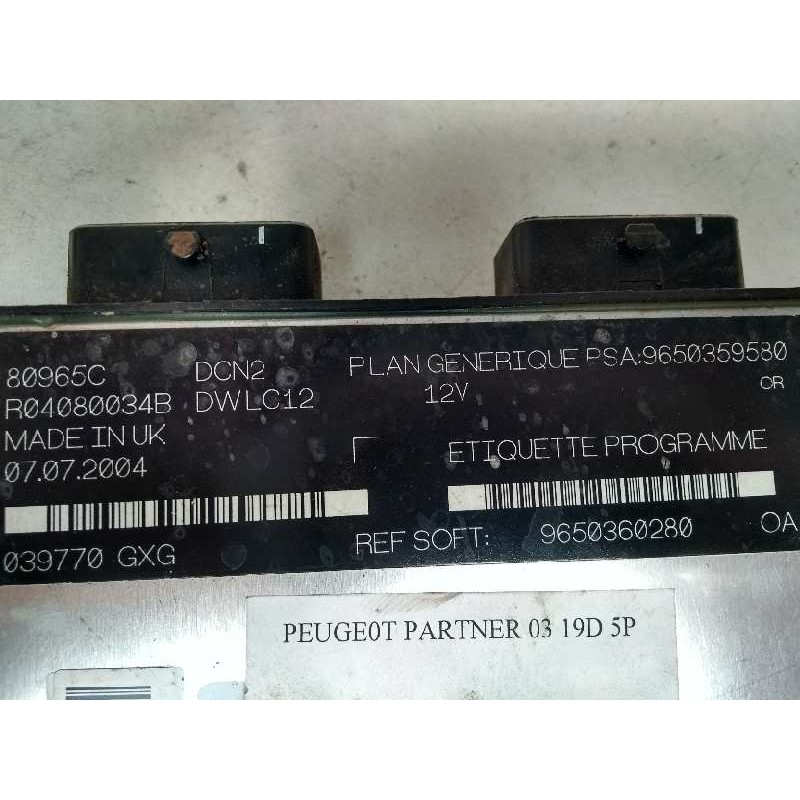 80965C DCN2 PLAN GENERIQUE PSA:9650359580
R04080034B DWLC12 12V OR
MADE IN UK
07.07.2004 ETIQUETTE PROGRAMME
039770 GXG REF SOFT: 9650360280 OA
PEUGE0T PARTNER 03 19D 5P